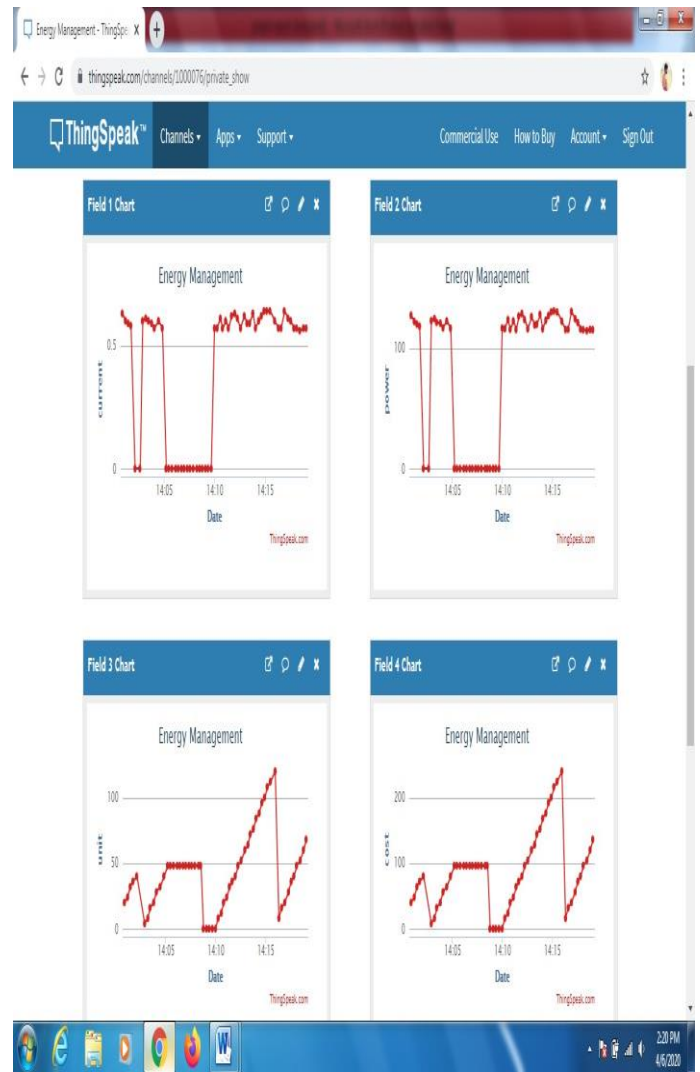 Energy Management - ThingSpe
thingspeak.com/channels/1000076/private_show
ThingSpeak™ Channels Apps Support Commercial Use How to Buy Account Sign Out
Field 1 Chart
Energy Management
current
0.5
0
14:05 14:10 14:15
Date
ThingSpeak.com
Field 2 Chart
Energy Management
power
100
0
14:05 14:10 14:15
Date
ThingSpeak.com
Field 3 Chart
Energy Management
unit
100
50
0
14:05 14:10 14:15
Date
ThingSpeak.com
Field 4 Chart
Energy Management
cost
200
100
0
14:05 14:10 14:15
Date
ThingSpeak.com
2:20 PM
4/6/2020